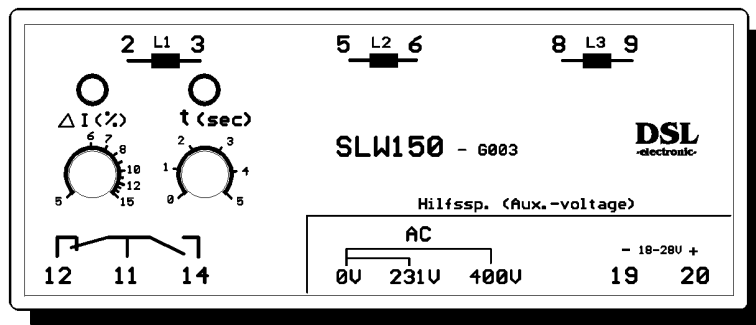 2 L1 3 5 L2 6 8 L3 9
△ I (%) t (sec)
5 6 7 8 10 12 15
0 1 2 3 4 5
SLW150 - G003
DSL
-electronic-
Hilfssp. (Aux.-voltage)
AC
- 18-28V +
12 11 14 0V 231V 400V 19 20